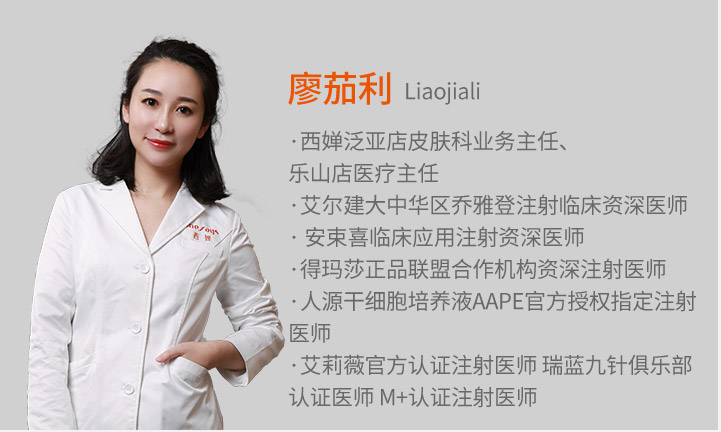 廖茄利 Liaojiali
·西婵泛亚店皮肤科业务主任、
乐山店医疗主任
·艾尔建大中华区乔雅登注射临床资深医师
·安束喜临床应用注射资深医师
·得玛莎正品联盟合作机构资深注射医师
·人源干细胞培养液AAPE官方授权指定注射
医师
·艾莉薇官方认证注射医师 瑞蓝九针俱乐部
认证医师 M+认证注射医师